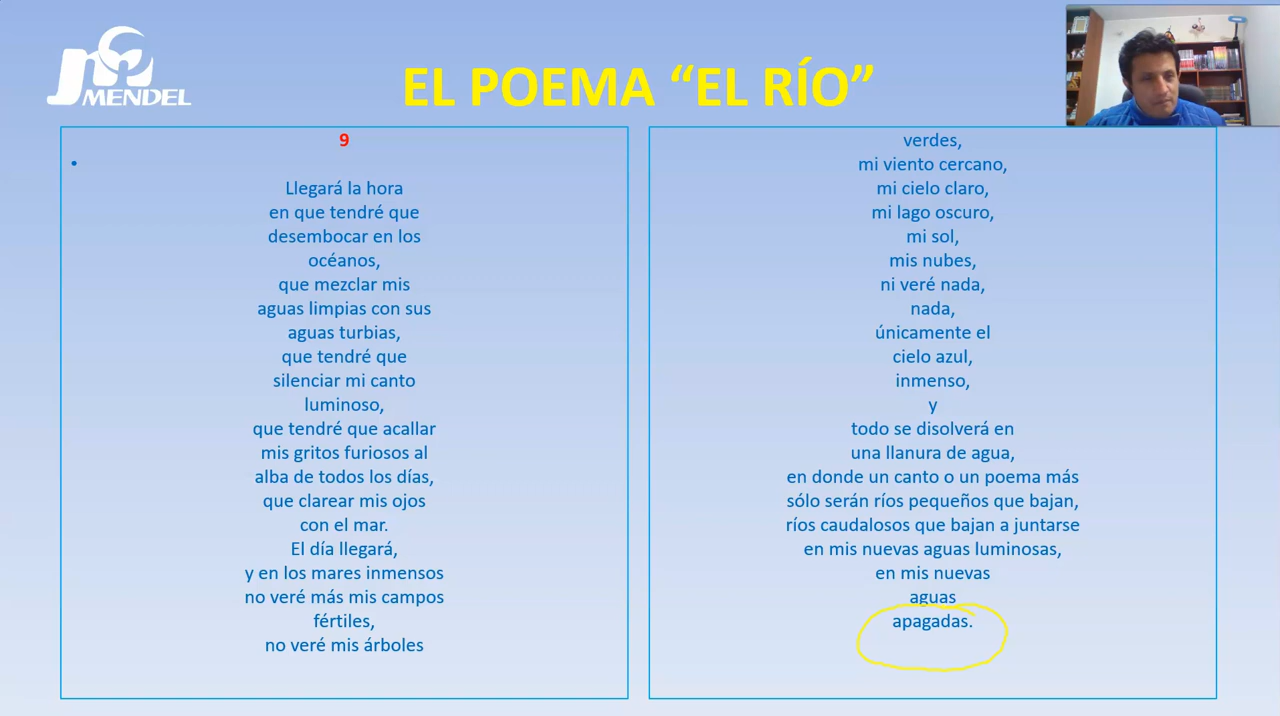 MENDEL
EL POEMA “EL RÍO”
9
•
Llegará la hora
en que tendré que
desembocar en los
océanos,
que mezclar mis
aguas limpias con sus
aguas turbias,
que tendré que
silenciar mi canto
luminoso,
que tendré que acallar
mis gritos furiosos al
alba de todos los días,
que clarear mis ojos
con el mar.
El día llegará,
y en los mares inmensos
no veré más mis campos
fértiles,
no veré mis árboles
verdes,
mi viento cercano,
mi cielo claro,
mi lago oscuro,
mi sol,
mis nubes,
ni veré nada,
nada,
únicamente el
cielo azul,
inmenso,
y
todo se disolverá en
una llanura de agua,
en donde un canto o un poema más
sólo serán ríos pequeños que bajan,
ríos caudalosos que bajan a juntarse
en mis nuevas aguas luminosas,
en mis nuevas
aguas
apagadas.